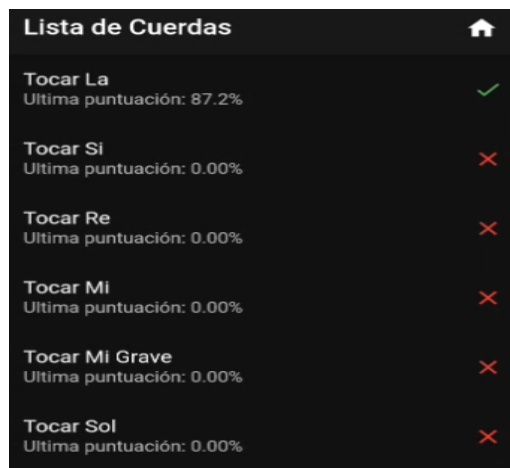 Lista de Cuerdas
Tocar La
Ultima puntuación: 87.2%
Tocar Si
Ultima puntuación: 0.00%
Tocar Re
Ultima puntuación: 0.00%
Tocar Mi
Ultima puntuación: 0.00%
Tocar Mi Grave
Ultima puntuación: 0.00%
Tocar Sol
Ultima puntuación: 0.00%